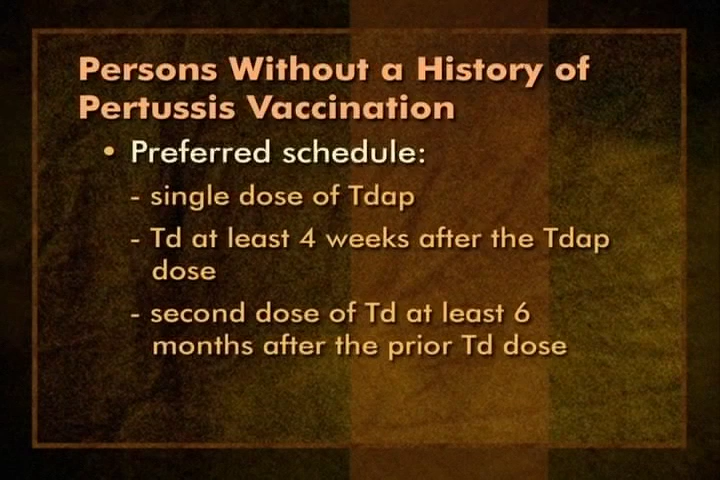 Persons Without a History of
Pertussis Vaccination
• Preferred schedule:
- single dose of Tdap
- Td at least 4 weeks after the Tdap
dose
- second dose of Td at least 6
months after the prior Td dose